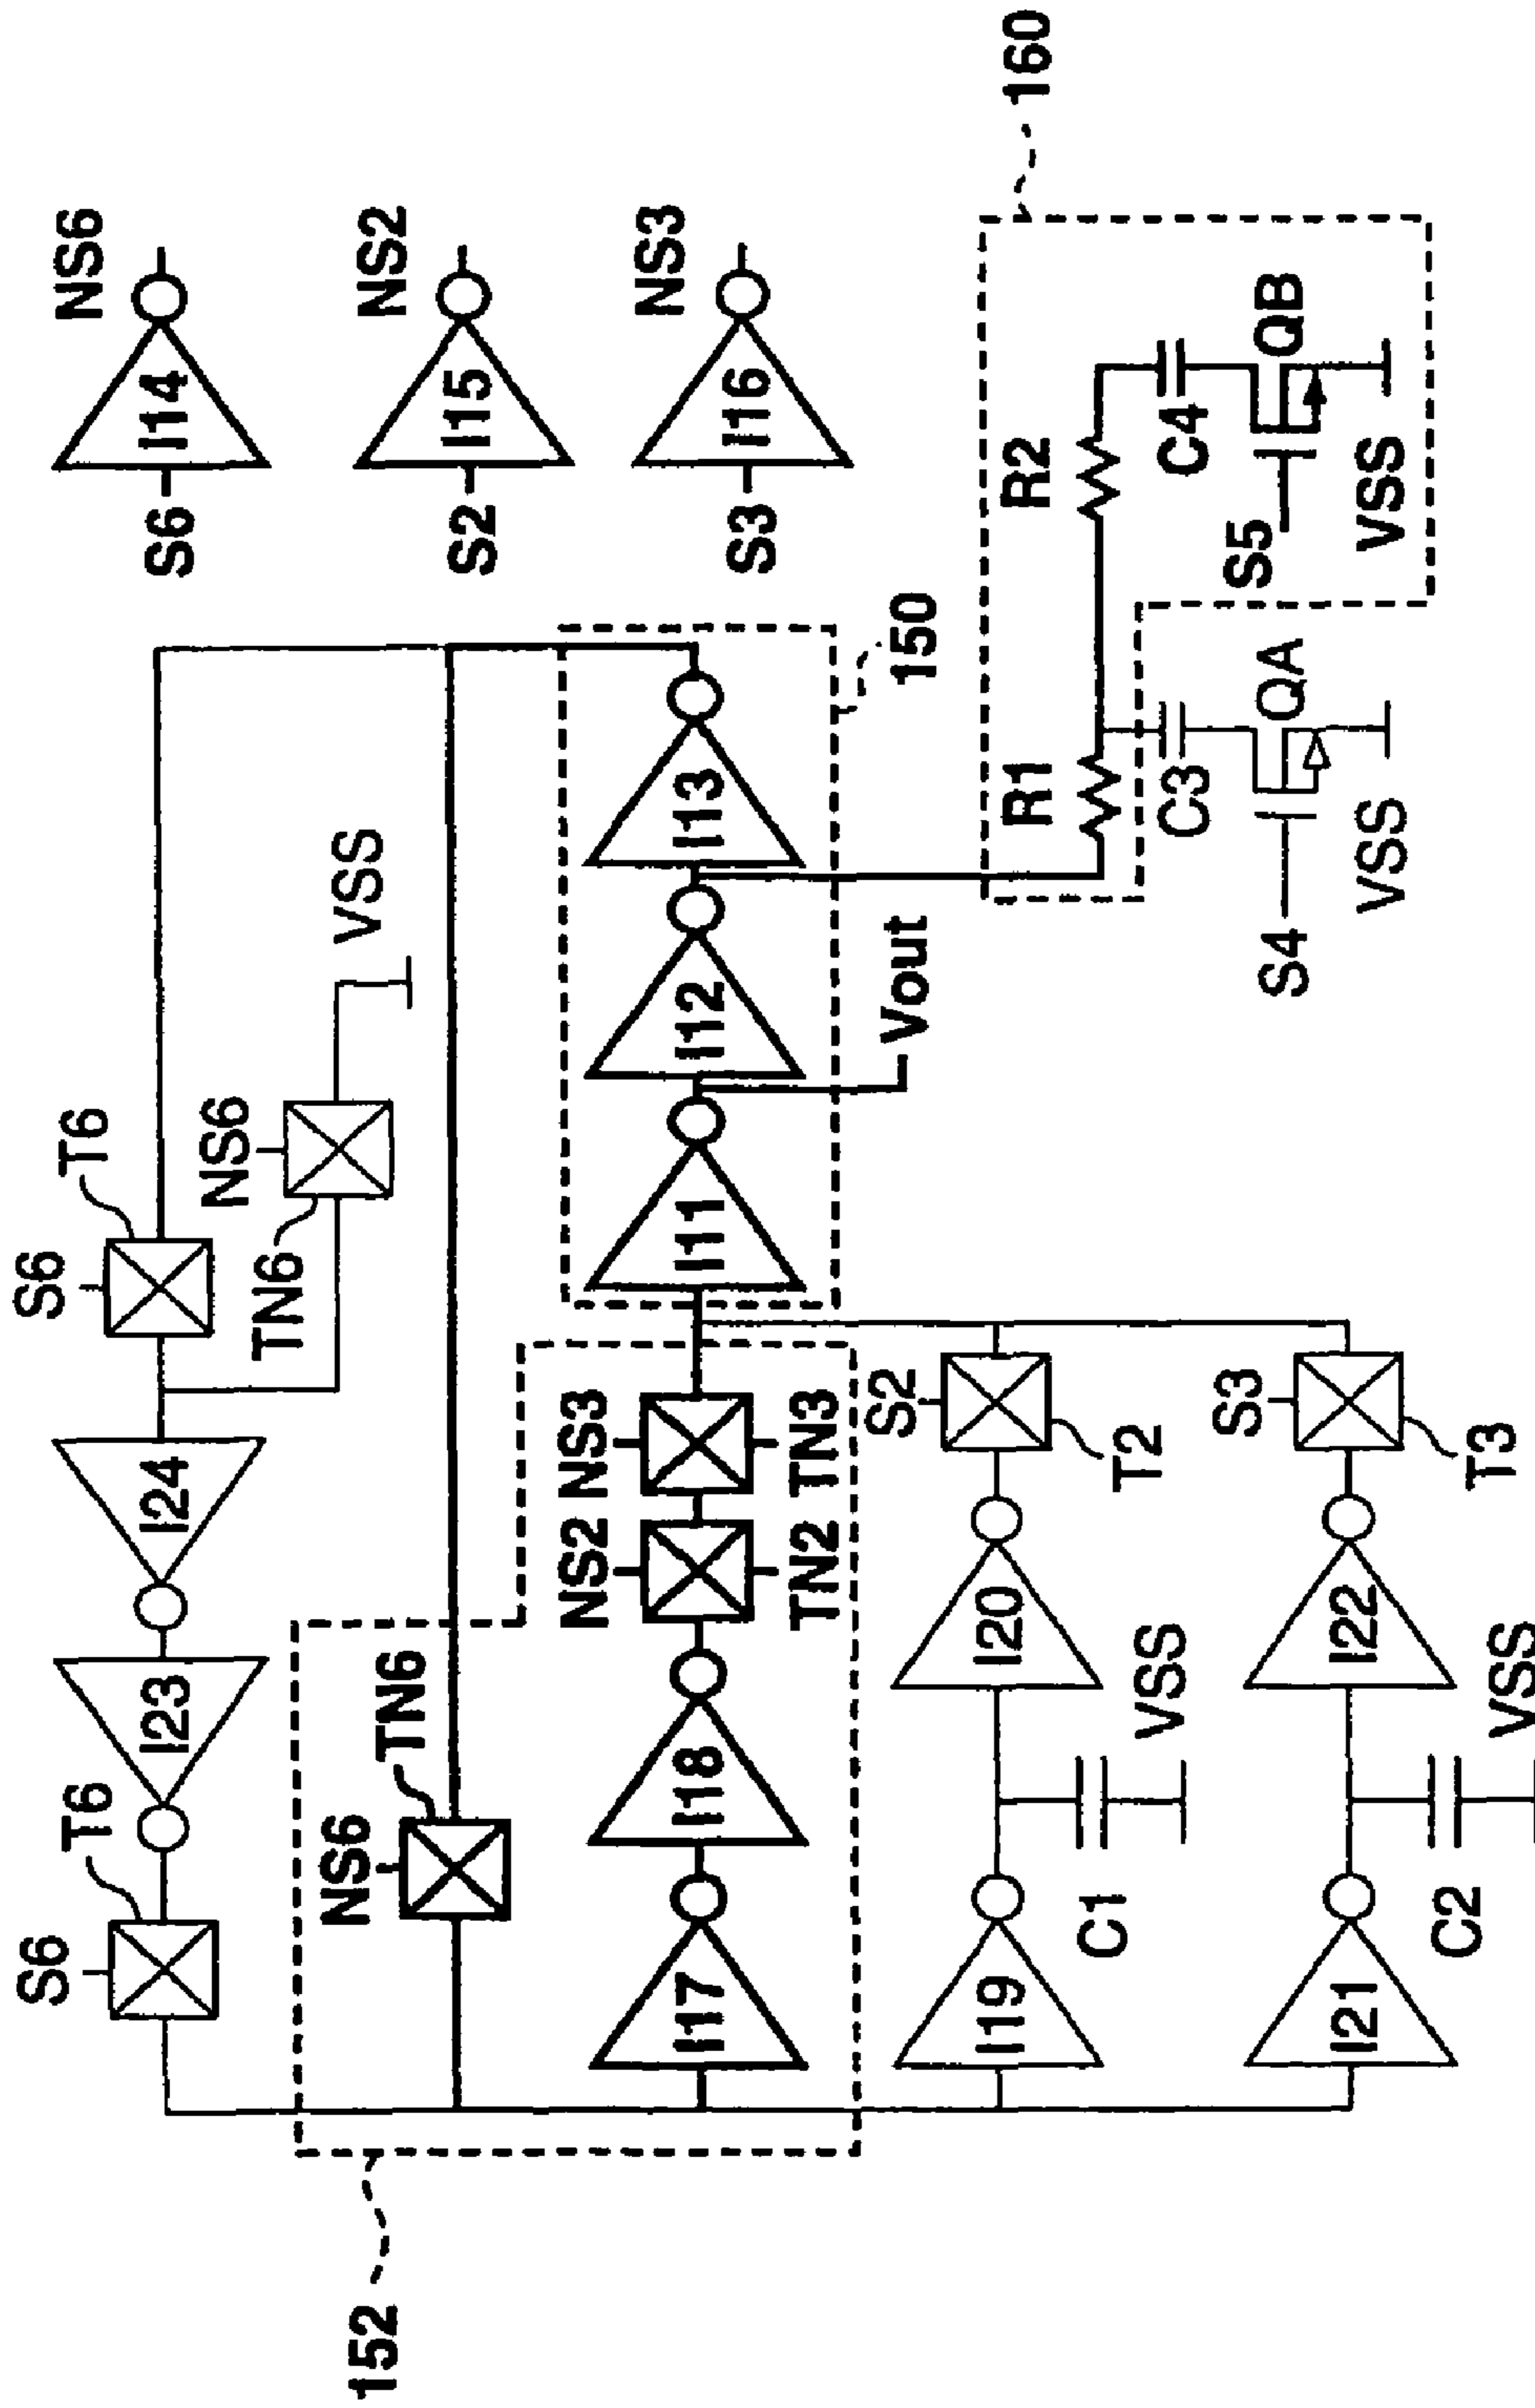 S6
T6
I23
I24
S6
T6
TN6
NS6
VSS
S6
I14
NS6
S2
I15
NS2
S3
I16
NS3
152
NS6
TN6
I17
I18
NS2
NS3
TN2
TN3
I11
I12
I13
150
Vout
I19
C1
VSS
I20
S2
T2
I21
C2
VSS
I22
S3
T3
R1
R2
160
C3
S4
QA
VSS
C4
S5
QB
VSS